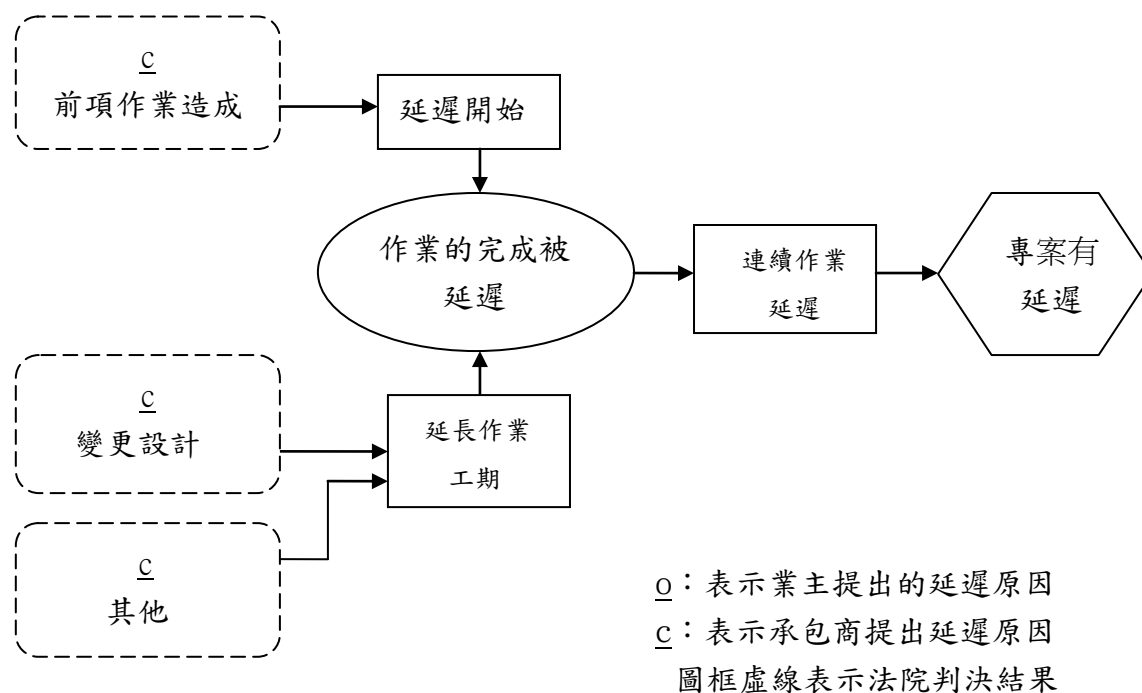 c
前項作業造成
延遲開始
作業的完成被
延遲
連續作業
延遲
專案有
延遲
c
變更設計
延長作業
工期
c
其他
o：表示業主提出的延遲原因
c：表示承包商提出延遲原因
圖框虛線表示法院判決結果